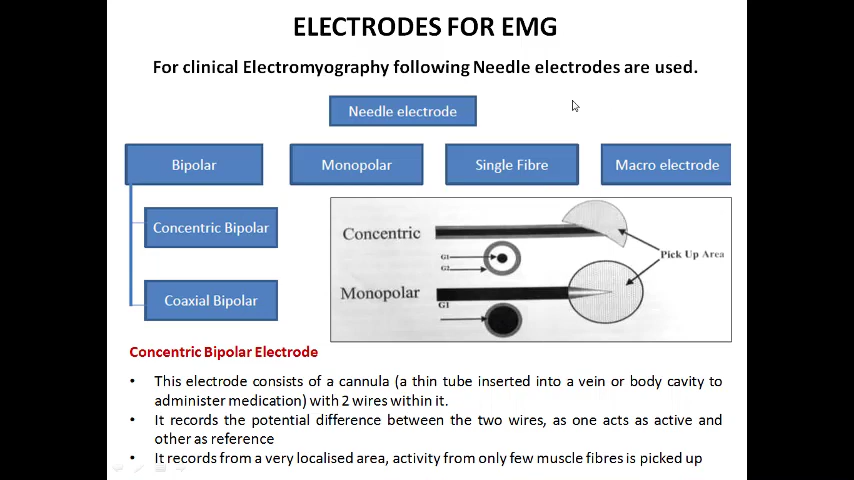 ELECTRODES FOR EMG
For clinical Electromyography following Needle electrodes are used.
Needle electrode
Bipolar
Monopolar
Single Fibre
Macro electrode
Concentric Bipolar
Coaxial Bipolar
Concentric
G1
G2
Pick Up Area
Monopolar
G1
Concentric Bipolar Electrode
• This electrode consists of a cannula (a thin tube inserted into a vein or body cavity to
administer medication) with 2 wires within it.
• It records the potential difference between the two wires, as one acts as active and
other as reference
• It records from a very localised area, activity from only few muscle fibres is picked up